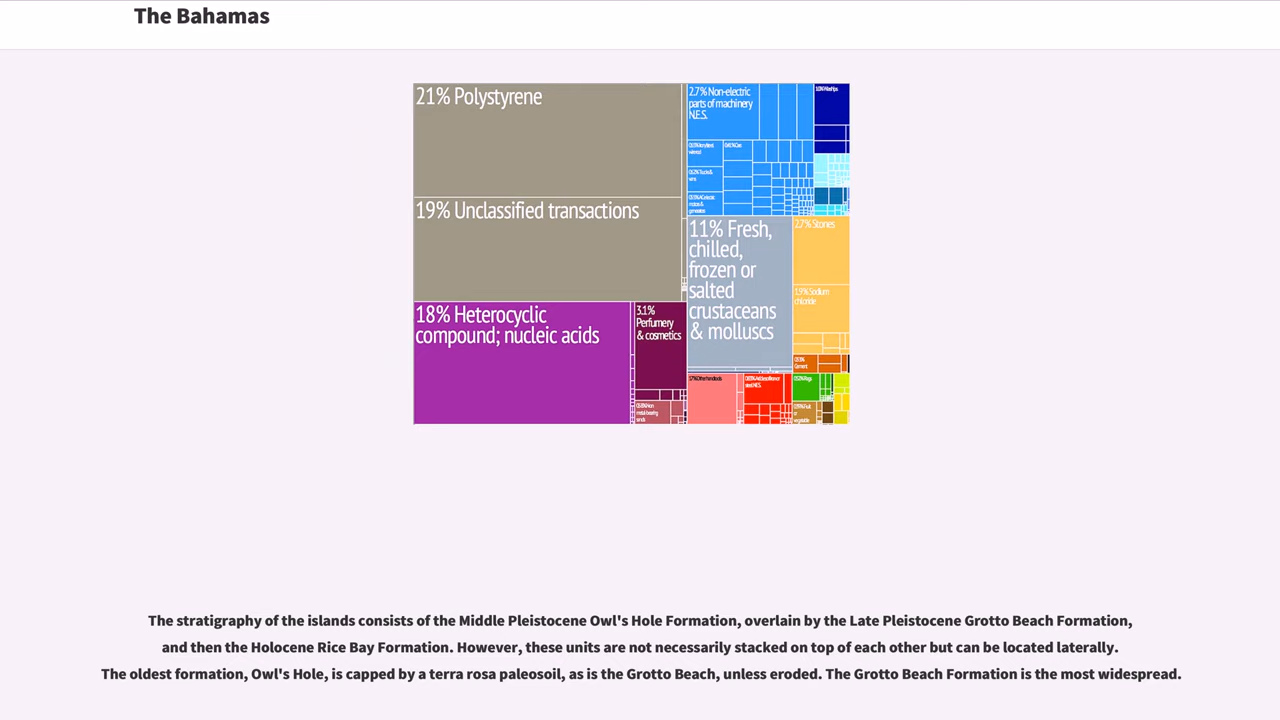 The Bahamas
21% Polystyrene
19% Unclassified transactions
18% Heterocyclic
compound; nucleic acids
3.1%
Perfumery
& cosmetics
2.7% Non-electric
parts of machinery
N.E.S.
11% Fresh,
chilled,
frozen or
salted
crustaceans
& molluscs
2.7% Stones
1.9% Sodium
chloride
Cement
The stratigraphy of the islands consists of the Middle Pleistocene Owl's Hole Formation, overlain by the Late Pleistocene Grotto Beach Formation,
and then the Holocene Rice Bay Formation. However, these units are not necessarily stacked on top of each other but can be located laterally.
The oldest formation, Owl's Hole, is capped by a terra rosa paleosoil, as is the Grotto Beach, unless eroded. The Grotto Beach Formation is the most widespread.